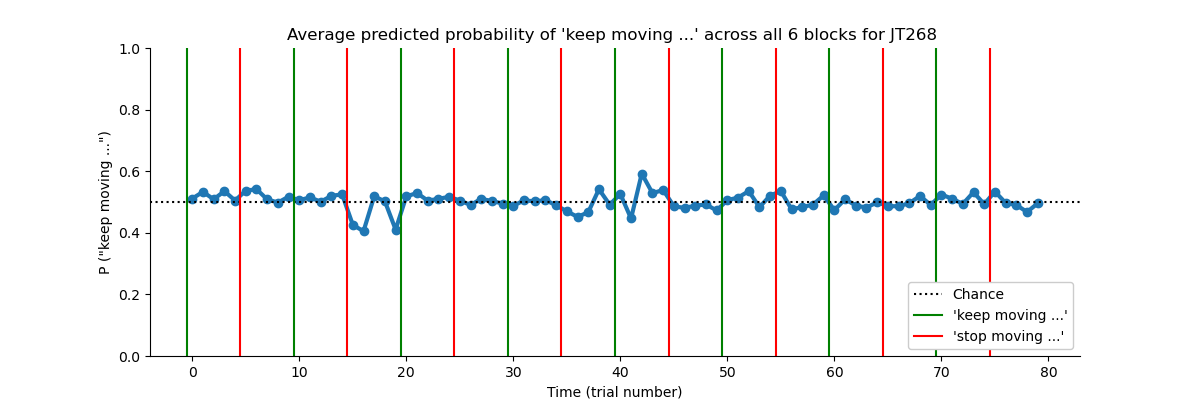 Average predicted probability of 'keep moving ...' across all 6 blocks for JT268
1.0
0.8
0.6
0.4
0.2
0.0
P ("keep moving ...")
0 10 20 30 40 50 60 70 80
Time (trial number)
Chance
'keep moving ...'
'stop moving ...'